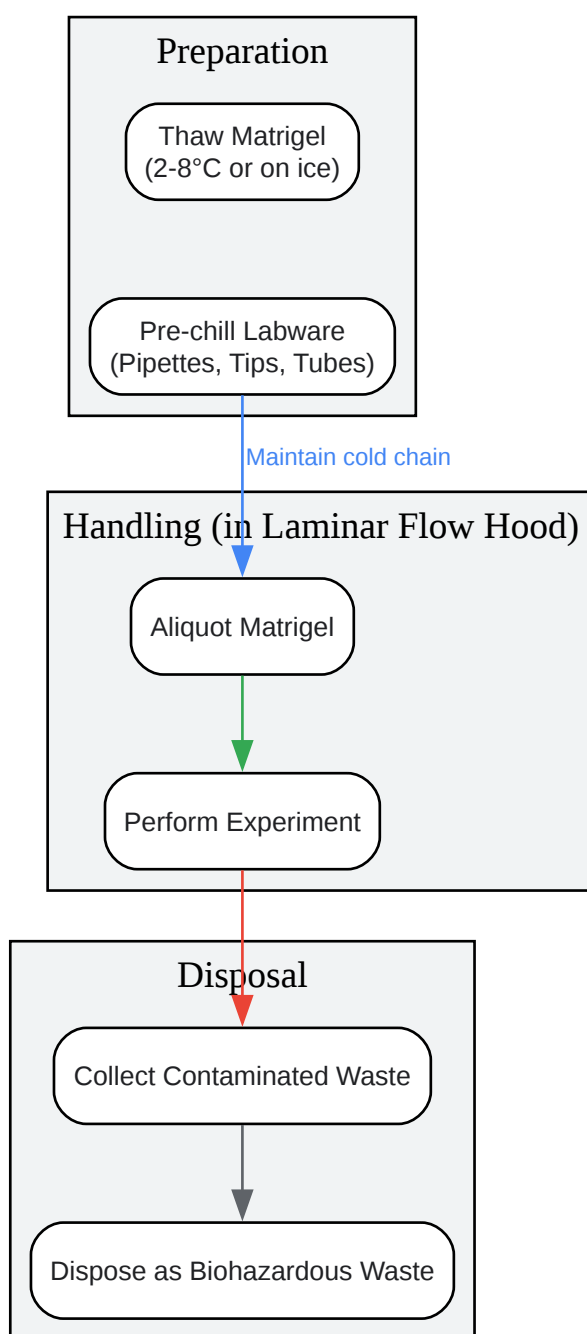 Preparation
Thaw Matrigel
(2-8°C or on ice)
Pre-chill Labware
(Pipettes, Tips, Tubes)
Maintain cold chain
Handling (in Laminar Flow Hood)
Aliquot Matrigel
Perform Experiment
Disposal
Collect Contaminated Waste
Dispose as Biohazardous Waste